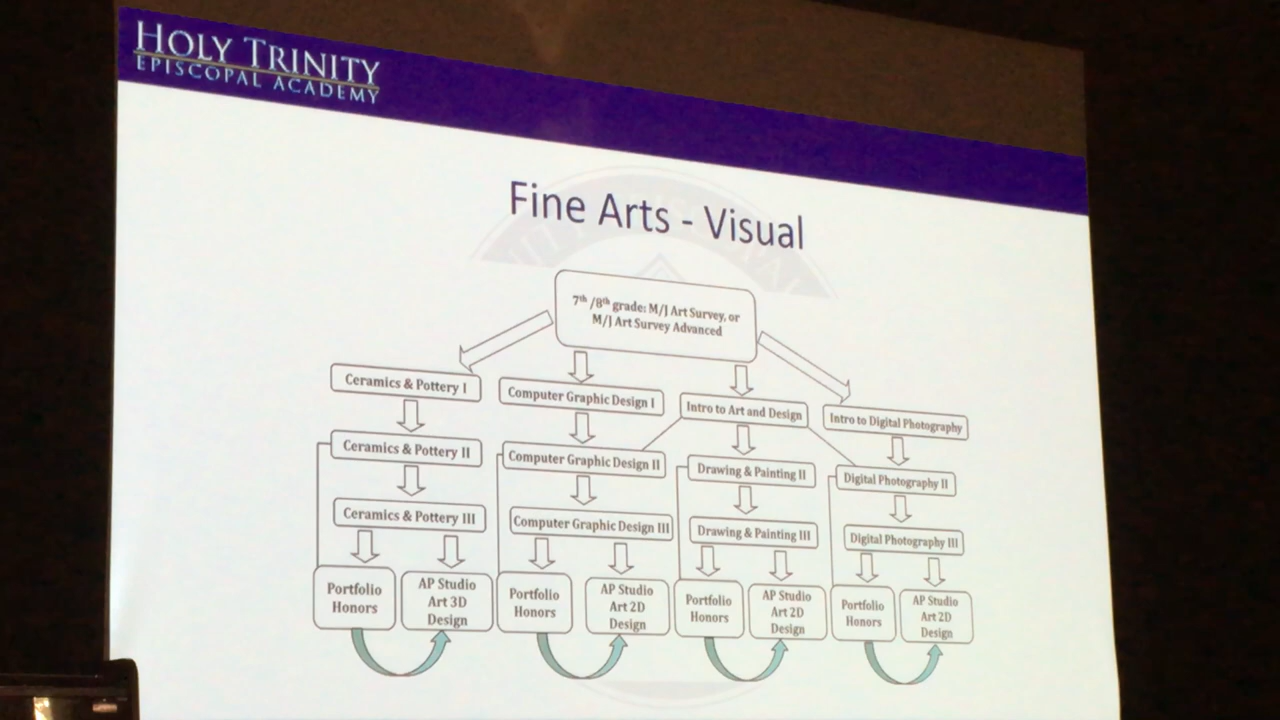 HOLY TRINITY
EPISCOPAL ACADEMY
Fine Arts - Visual
7th /8th grade: M/J Art Survey, or
M/J Art Survey Advanced
Ceramics & Pottery I
Computer Graphic Design I
Intro to Art and Design
Intro to Digital Photography
Ceramics & Pottery II
Computer Graphic Design II
Drawing & Painting II
Digital Photography II
Ceramics & Pottery III
Computer Graphic Design III
Drawing & Painting III
Digital Photography III
Portfolio
Honors
AP Studio
Art 3D
Design
Portfolio
Honors
AP Studio
Art 2D
Design
Portfolio
Honors
AP Studio
Art 2D
Design
Portfolio
Honors
AP Studio
Art 2D
Design